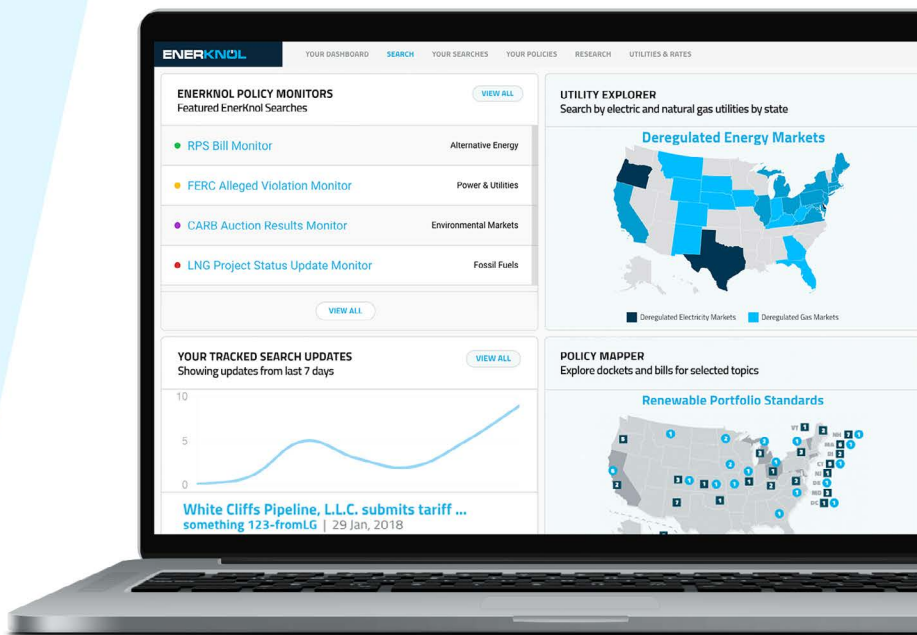 ENERKNOL
YOUR DASHBOARD SEARCH YOUR SEARCHES YOUR POLICIES RESEARCH UTILITIES & RATES
ENERKNOL POLICY MONITORS
Featured EnerKnol Searches
VIEW ALL
RPS Bill Monitor Alternative Energy
FERC Alleged Violation Monitor Power & Utilities
CARB Auction Results Monitor Environmental Markets
LNG Project Status Update Monitor Fossil Fuels
VIEW ALL
UTILITY EXPLORER
Search by electric and natural gas utilities by state
Deregulated Energy Markets
Deregulated Electricity Markets Deregulated Gas Markets
YOUR TRACKED SEARCH UPDATES
Showing updates from last 7 days
VIEW ALL
10
5
0
White Cliffs Pipeline, L.L.C. submits tariff ...
something 123-fromLG | 29 Jan, 2018
POLICY MAPPER
Explore dockets and bills for selected topics
Renewable Portfolio Standards
VT 1
NH 7 1